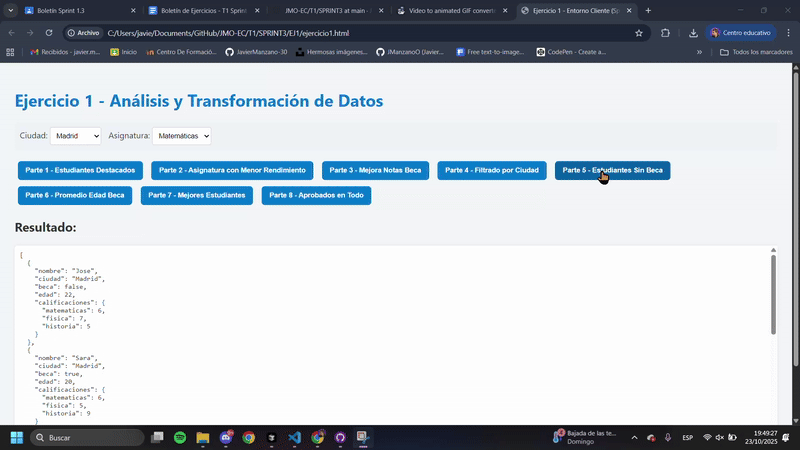 Boletín Sprint 1.3
Boletín de Ejercicios - T1 Sprint
JMO-EC/T1/SPRINT3 at main
Video to animated GIF converte
Ejercicio 1 - Entorno Cliente (Sp
Archivo
C:/Users/javie/Documents/GitHub/JMO-EC/T1/SPRINT3/EJ1/ejercicio1.html
Centro educativo
Recibidos - javier.m...
Inicio
Centro De Formació...
JavierManzano-30
Hermosas imágenes...
JManzanoO (Javier...
Free text-to-image...
CodePen - Create a...
Todos los marcadores
Ejercicio 1 - Análisis y Transformación de Datos
Ciudad: Madrid Asignatura: Matemáticas
Parte 1 - Estudiantes Destacados
Parte 2 - Asignatura con Menor Rendimiento
Parte 3 - Mejora Notas Beca
Parte 4 - Filtrado por Ciudad
Parte 5 - Estudiantes Sin Beca
Parte 6 - Promedio Edad Beca
Parte 7 - Mejores Estudiantes
Parte 8 - Aprobados en Todo
Resultado:
[
{
"nombre": "Jose",
"ciudad": "Madrid",
"beca": false,
"edad": 22,
"calificaciones": {
"matematicas": 6,
"fisica": 7,
"historia": 5
}
},
{
"nombre": "Sara",
"ciudad": "Madrid",
"beca": true,
"edad": 20,
"calificaciones": {
"matematicas": 6,
"fisica": 5,
"historia": 9
}
Buscar
Bajada de las te...
Domingo
ESP
19:49:27
23/10/2025